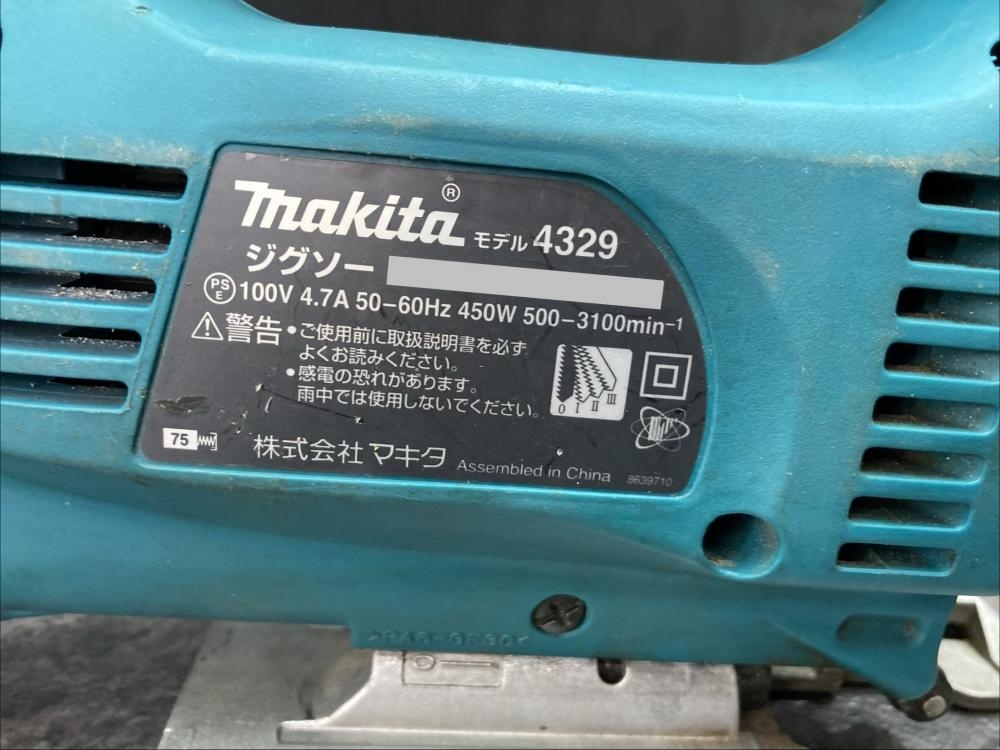 makita® モデル 4329
ジグソー
PS E 100V 4.7A 50–60Hz 450W 500–3100min⁻¹
警告 • ご使用前に取扱説明書を必ず
よくお読みください。
• 感電の恐れがあります。
雨中では使用しないでください。
0 I II III
75
株式会社 マキタ Assembled in China 8639710
>PA6-GF30<